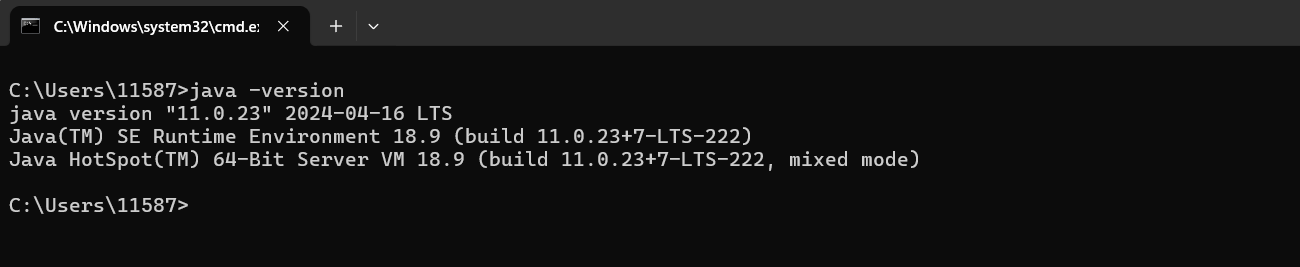 C:\Windows\system32\cmd.e
C:\Users\11587>java -version
java version "11.0.23" 2024-04-16 LTS
Java(TM) SE Runtime Environment 18.9 (build 11.0.23+7-LTS-222)
Java HotSpot(TM) 64-Bit Server VM 18.9 (build 11.0.23+7-LTS-222, mixed mode)
C:\Users\11587>